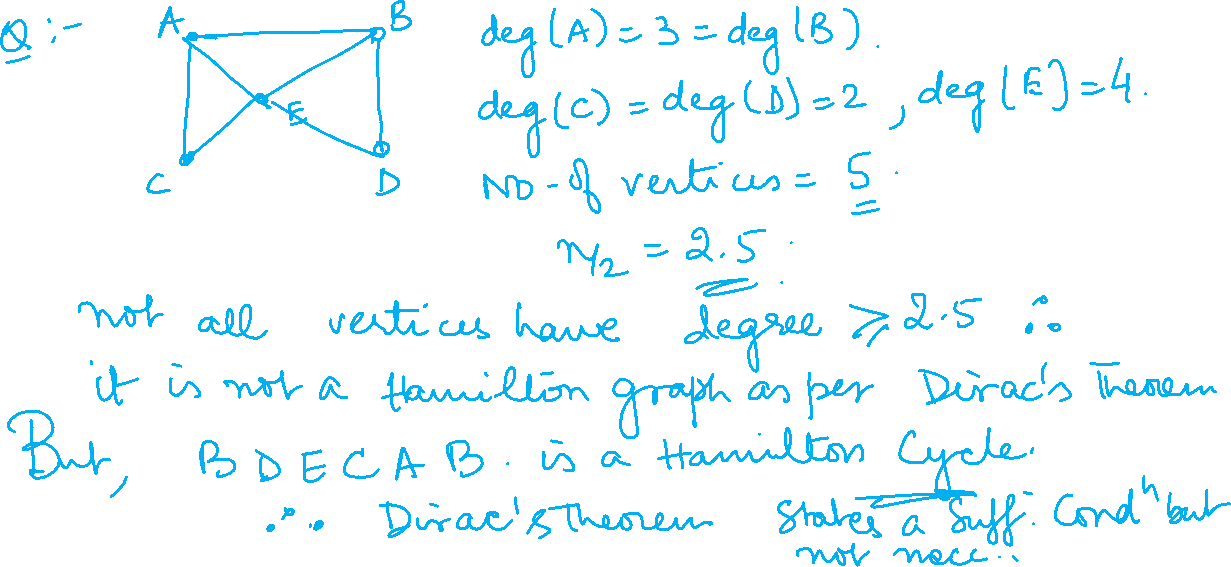 Q :-
A B
E
C D
deg(A) = 3 = deg(B).
deg(C) = deg(D) = 2, deg(E) = 4.
No - of vertices = 5.
n/2 = 2.5.
not all vertices have degree ⩾ 2.5 ∴
it is not a Hamilton graph as per Dirac's Theorem
But, B D E C A B. is a Hamilton Cycle.
∴ Dirac's Theorem states a suff. Condⁿ but
not necc..